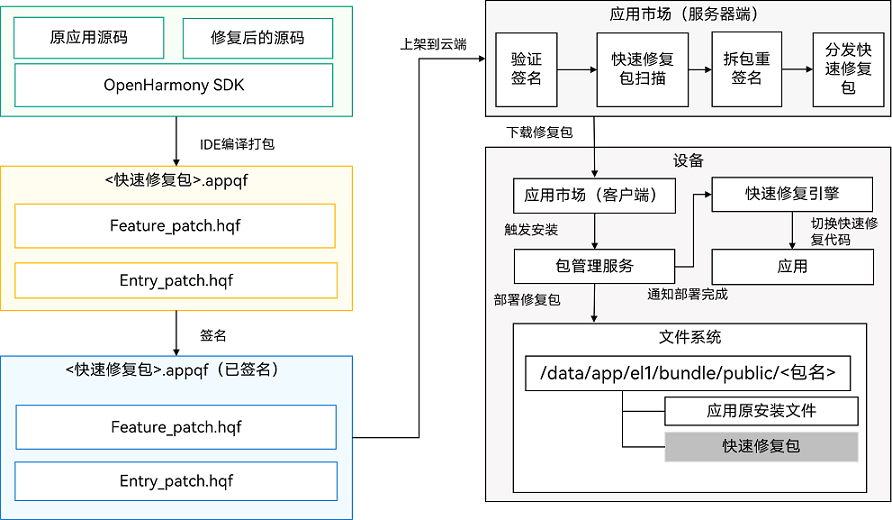 原应用源码
修复后的源码
OpenHarmony SDK
IDE编译打包
<快速修复包>.appqf
Feature_patch.hqf
Entry_patch.hqf
签名
<快速修复包>.appqf（已签名）
Feature_patch.hqf
Entry_patch.hqf
上架到云端
应用市场（服务器端）
验证
签名
快速修复
包扫描
拆包重
签名
分发快
速修复
包
下载修复包
设备
应用市场（客户端）
快速修复引擎
触发安装
切换快速修
复代码
包管理服务
应用
部署修复包
通知部署完成
文件系统
/data/app/el1/bundle/public/<包名>
应用原安装文件
快速修复包